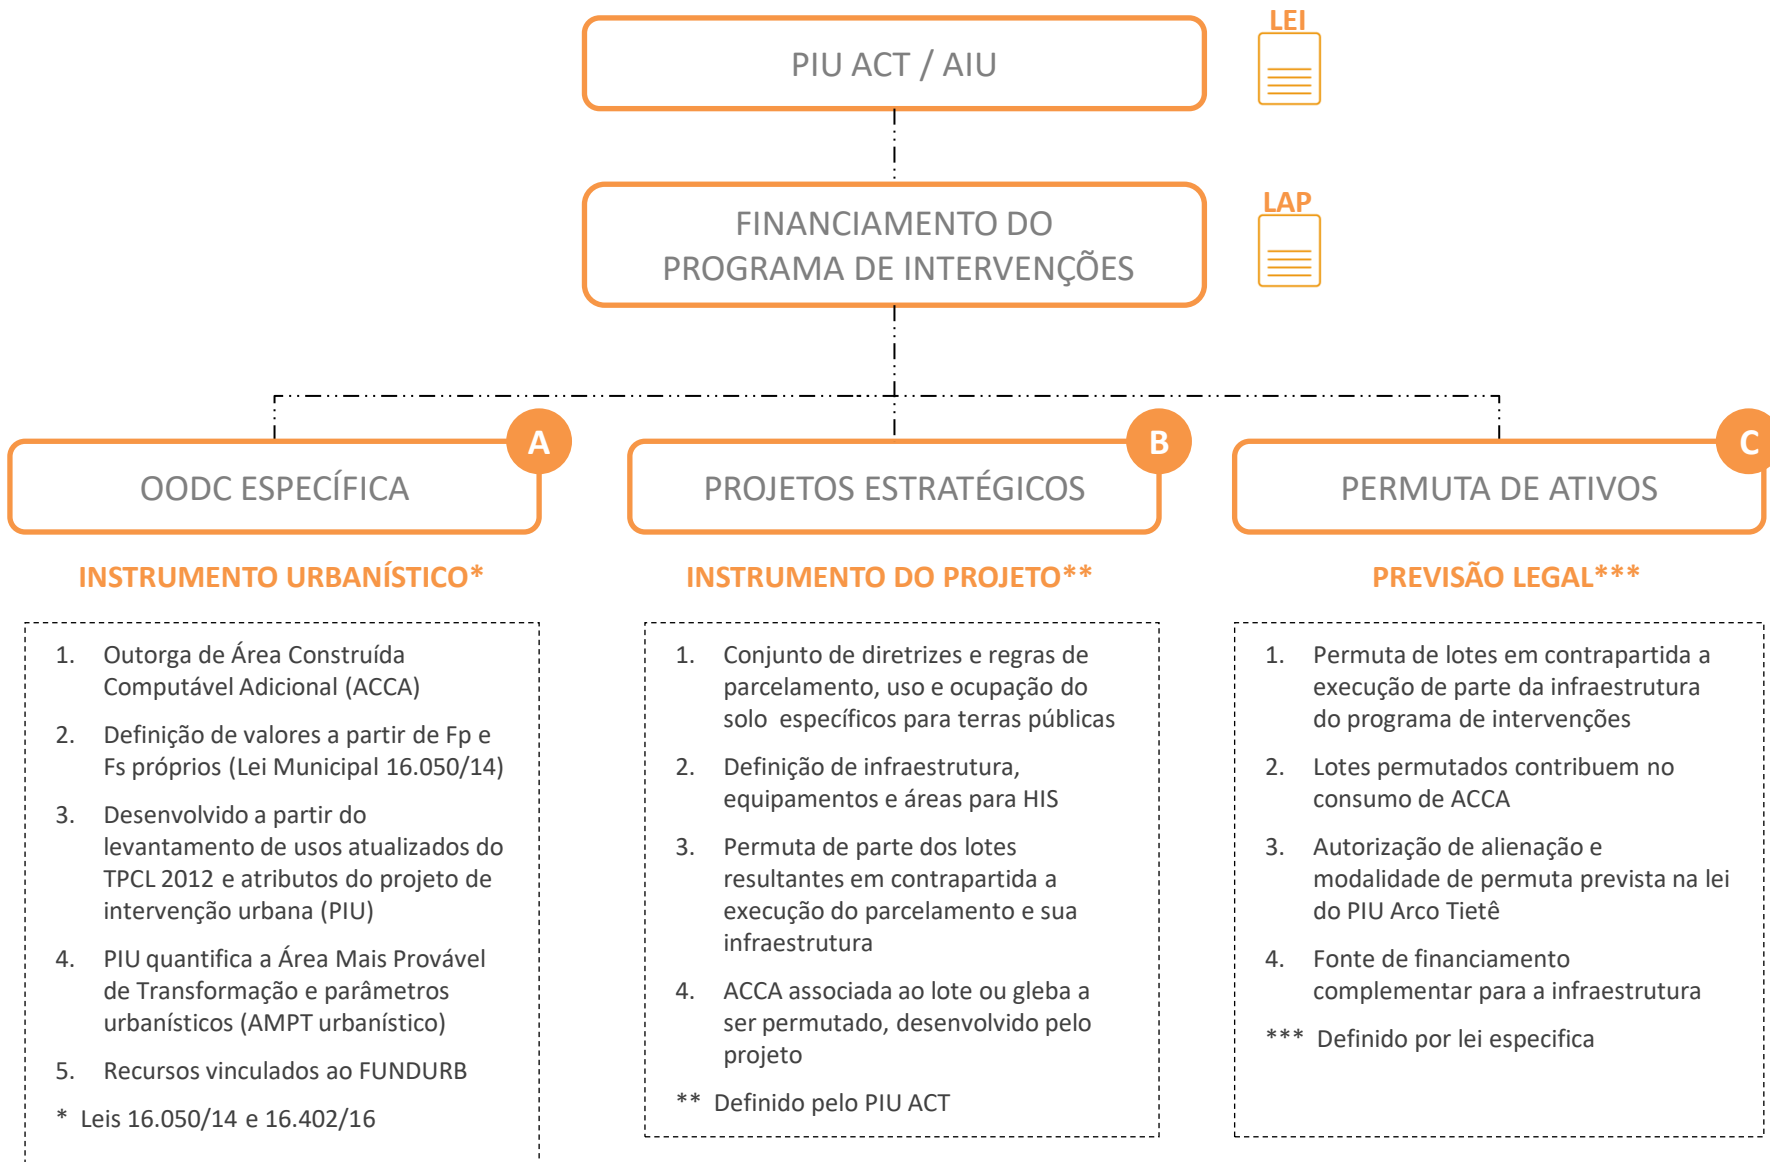 LEI
PIU ACT / AIU
LAP
FINANCIAMENTO DO
PROGRAMA DE INTERVENÇÕES
A
OODC ESPECÍFICA
INSTRUMENTO URBANÍSTICO*
1. Outorga de Área Construída
Computável Adicional (ACCA)
2. Definição de valores a partir de Fp e
Fs próprios (Lei Municipal 16.050/14)
3. Desenvolvido a partir do
levantamento de usos atualizados do
TPCL 2012 e atributos do projeto de
intervenção urbana (PIU)
4. PIU quantifica a Área Mais Provável
de Transformação e parâmetros
urbanísticos (AMPT urbanístico)
5. Recursos vinculados ao FUNDURB
* Leis 16.050/14 e 16.402/16
B
PROJETOS ESTRATÉGICOS
INSTRUMENTO DO PROJETO**
1. Conjunto de diretrizes e regras de
parcelamento, uso e ocupação do
solo específicos para terras públicas
2. Definição de infraestrutura,
equipamentos e áreas para HIS
3. Permuta de parte dos lotes
resultantes em contrapartida a
execução do parcelamento e sua
infraestrutura
4. ACCA associada ao lote ou gleba a
ser permutado, desenvolvido pelo
projeto
** Definido pelo PIU ACT
C
PERMUTA DE ATIVOS
PREVISÃO LEGAL***
1. Permuta de lotes em contrapartida a
execução de parte da infraestrutura
do programa de intervenções
2. Lotes permutados contribuem no
consumo de ACCA
3. Autorização de alienação e
modalidade de permuta prevista na lei
do PIU Arco Tietê
4. Fonte de financiamento
complementar para a infraestrutura
*** Definido por lei especifica